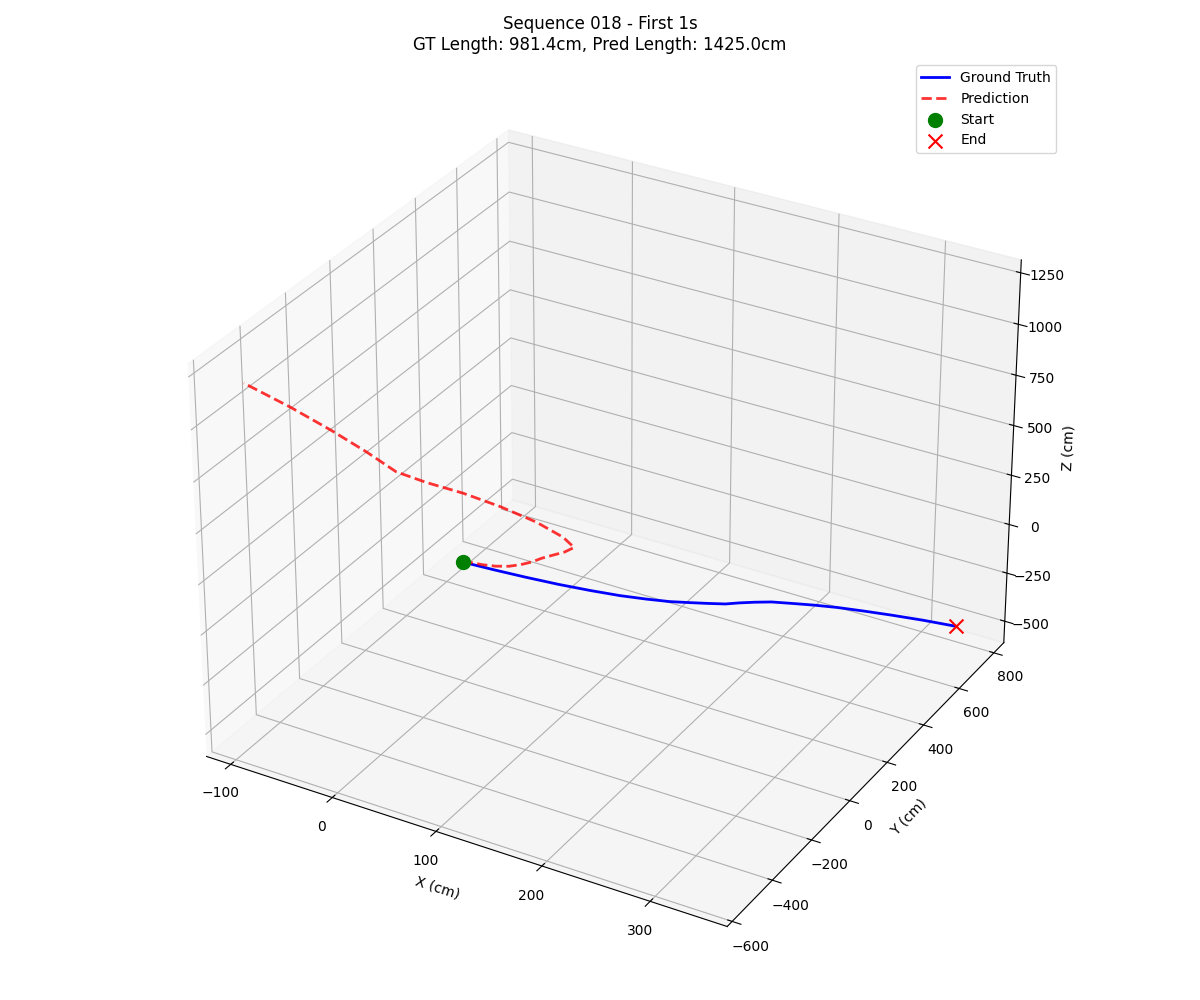 Sequence 018 - First 1s
GT Length: 981.4cm, Pred Length: 1425.0cm
Ground Truth
Prediction
Start
End
1250
1000
750
500
250
0
−250
−500
Z (cm)
800
600
400
200
0
−200
−400
−600
Y (cm)
−100
0
100
200
300
X (cm)